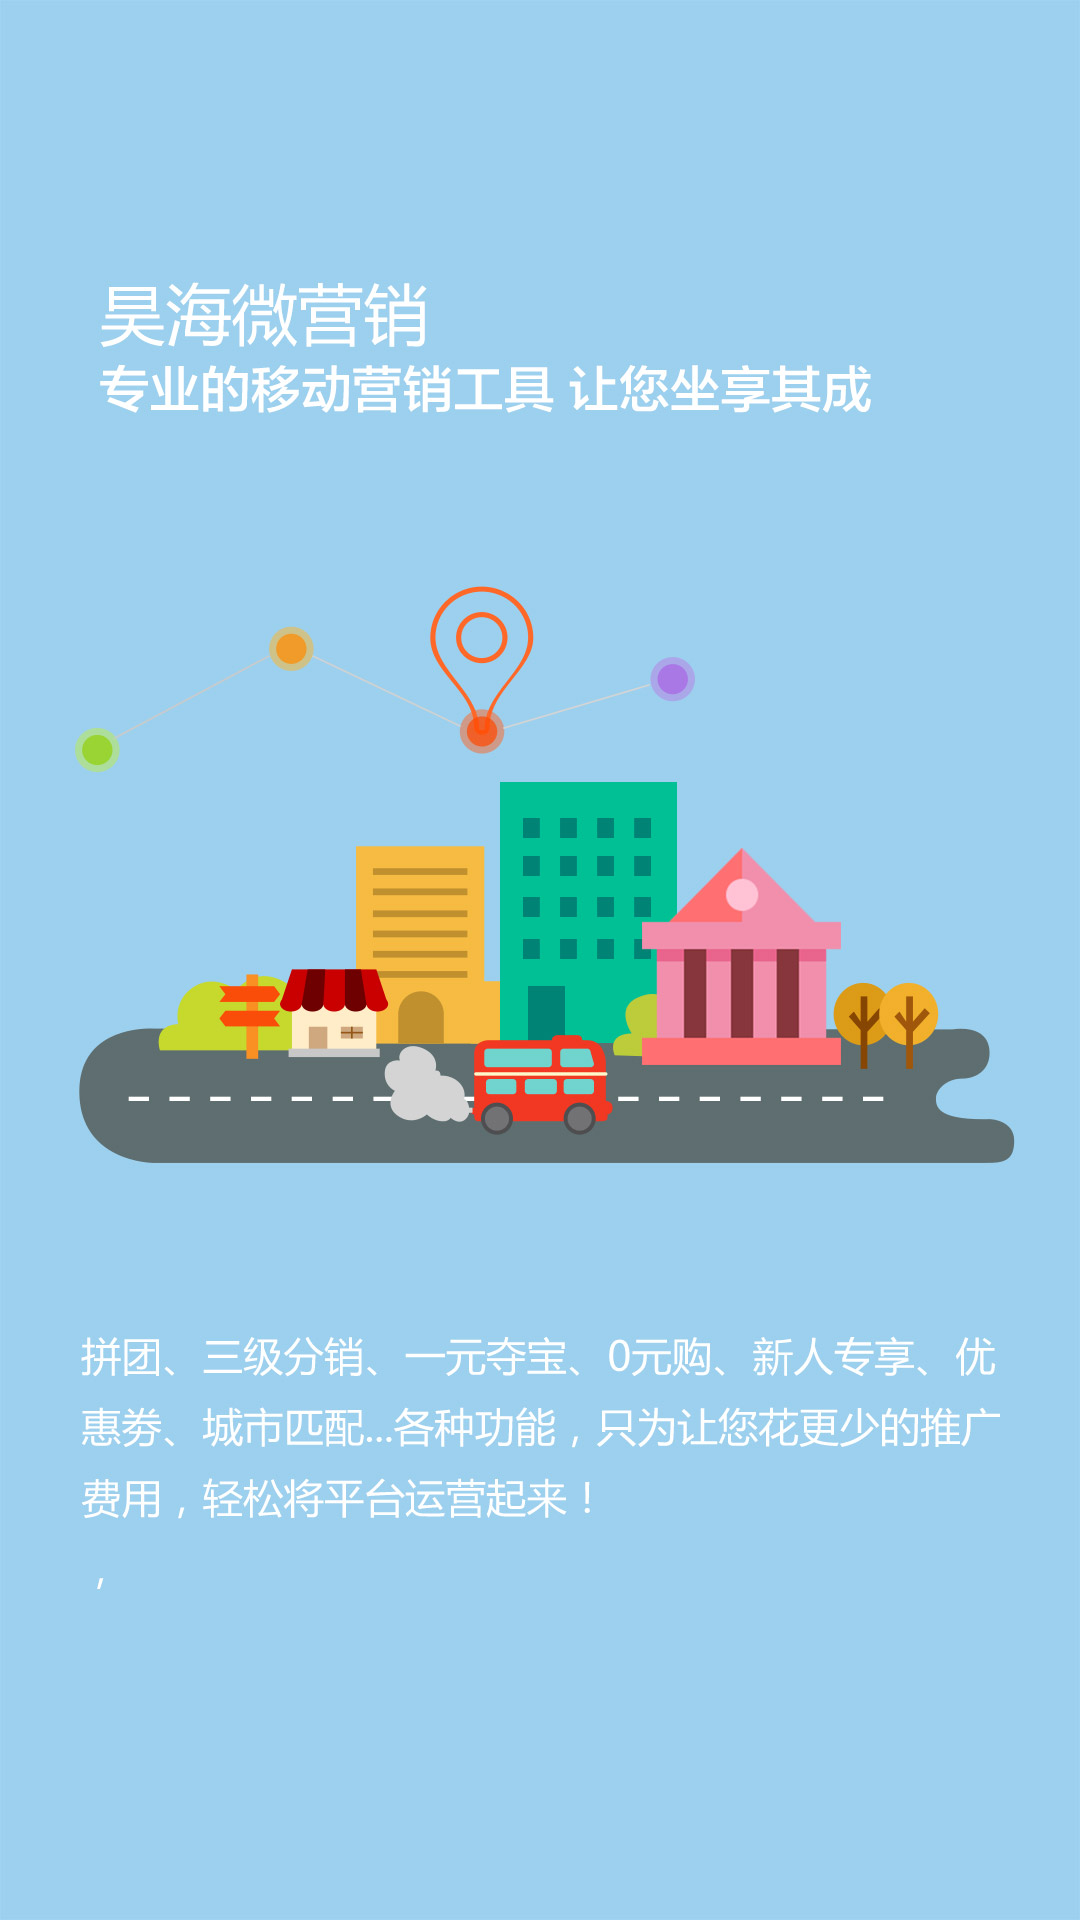 昊海微营销
专业的移动营销工具 让您坐享其成
拼团、三级分销、一元夺宝、0元购、新人专享、优
惠券、城市匹配...各种功能，只为让您花更少的推广
费用，轻松将平台运营起来！
，